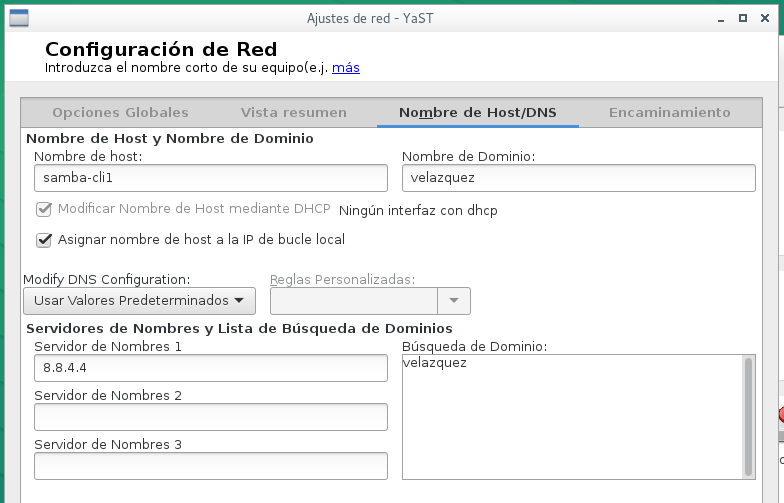 Ajustes de red - YaST
Configuración de Red
Introduzca el nombre corto de su equipo(e.j. más
Opciones Globales Vista resumen Nombre de Host/DNS Encaminamiento
Nombre de Host y Nombre de Dominio
Nombre de host: Nombre de Dominio:
samba-cli1 velazquez
Modificar Nombre de Host mediante DHCP Ningún interfaz con dhcp
Asignar nombre de host a la IP de bucle local
Modify DNS Configuration: Reglas Personalizadas:
Usar Valores Predeterminados
Servidores de Nombres y Lista de Búsqueda de Dominios
Servidor de Nombres 1 Búsqueda de Dominio:
8.8.4.4 velazquez
Servidor de Nombres 2
Servidor de Nombres 3